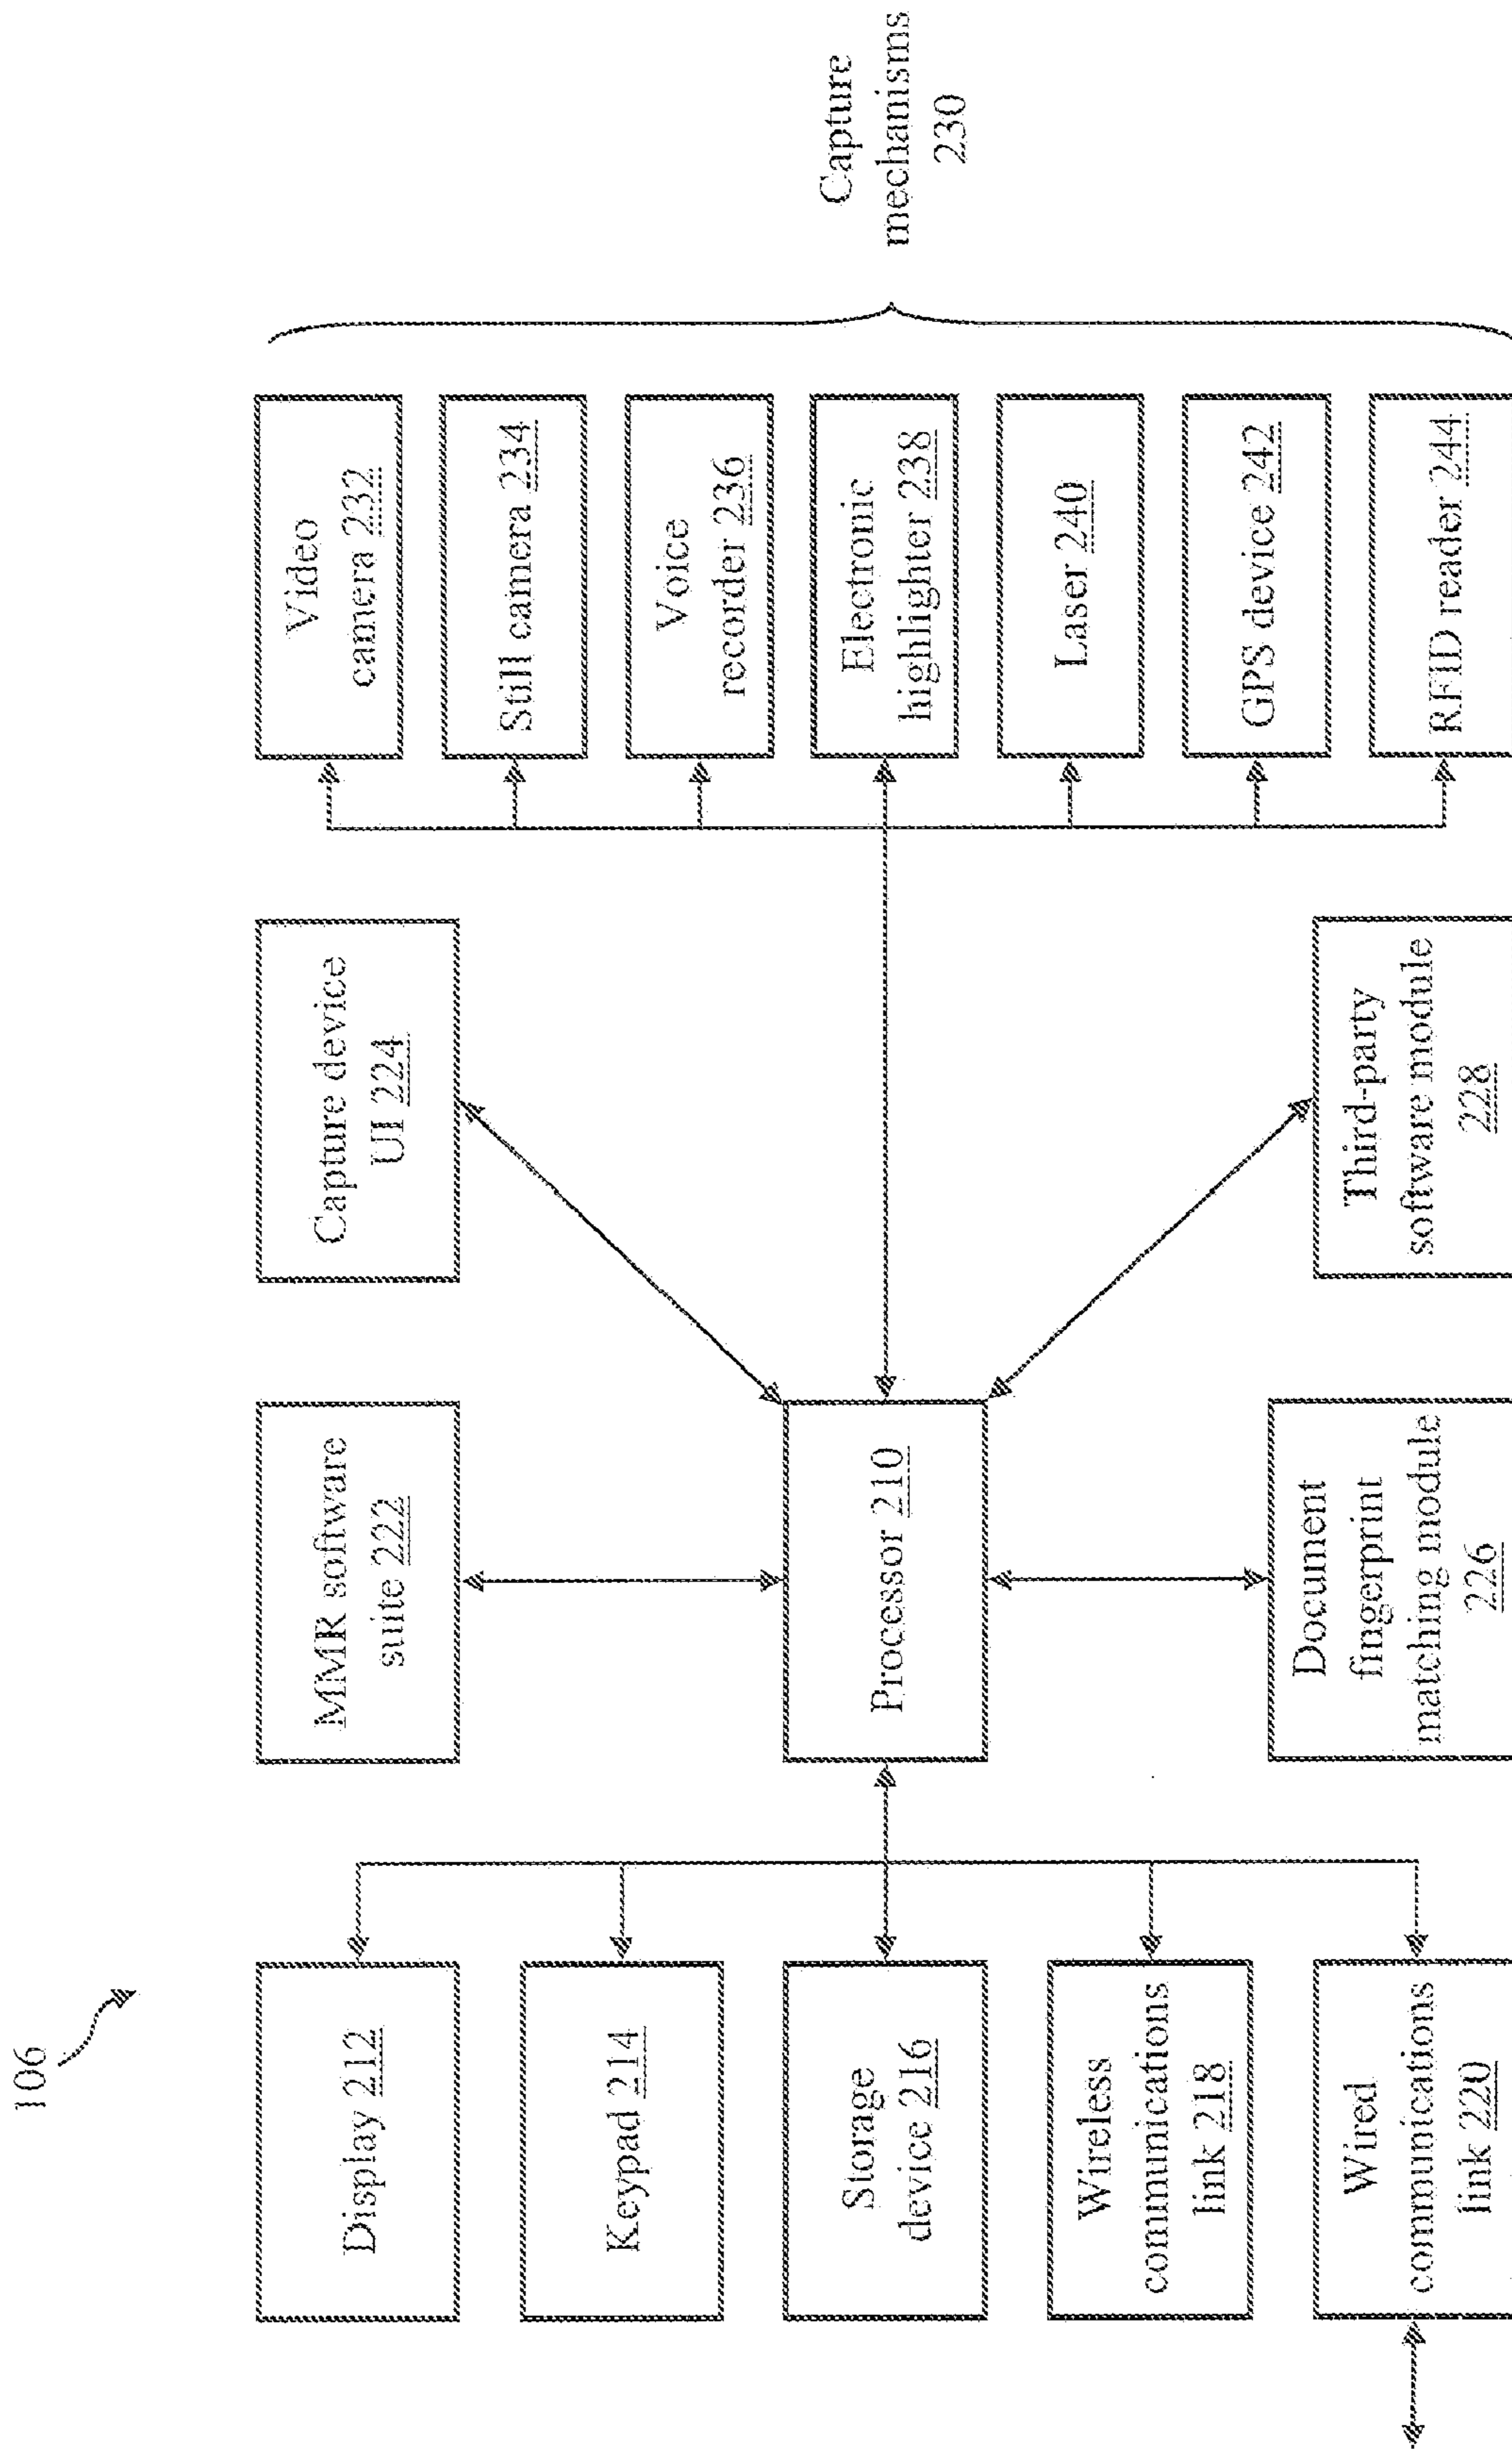 106
Display 212
Keypad 214
Storage
device 216
Wireless
communications
link 218
Wired
communications
link 220
MMR software
suite 222
Processor 210
Document
fingerprint
matching module
226
Capture device
UI 224
Third-party
software module
228
Video
camera 232
Still camera 234
Voice
recorder 236
Electronic
highlighter 238
Laser 240
GPS device 242
RFID reader 244
Capture
mechanisms
230